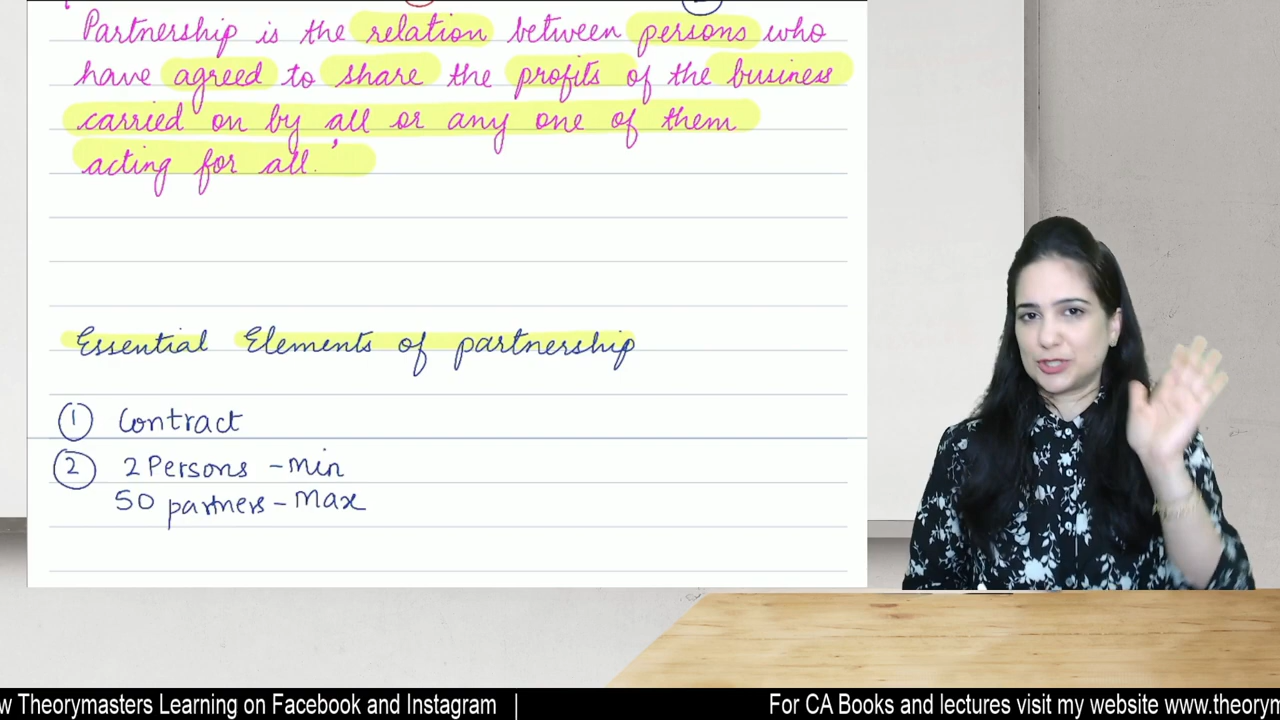 Partnership is the relation between persons who
have agreed to share the profits of the business
carried on by all or any one of them
acting for all.'
Essential Elements of partnership
① Contract
② 2 Persons - Min
50 partners - Max
w Theorymasters Learning on Facebook and Instagram | For CA Books and lectures visit my website www.theoryn